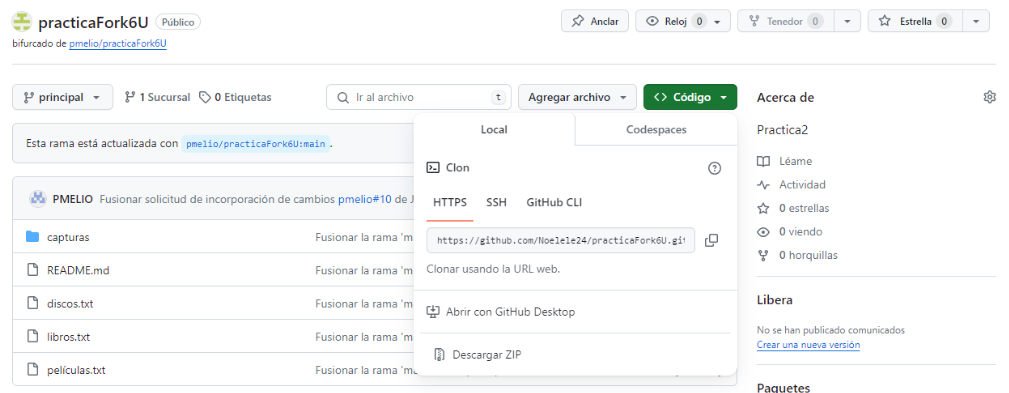 practicaFork6U Público
Anclar Reloj 0 Tenedor 0 Estrella 0
bifurcado de pmelio/practicaFork6U
principal 1 Sucursal 0 Etiquetas Ir al archivo t Agregar archivo Código
Acerca de
Local Codespaces
Practica2
Esta rama está actualizada con pmelio/practicaFork6U:main.
Clon
Léame
Actividad
PMELIO Fusionar solicitud de incorporación de cambios pmelio#10 de
HTTPS SSH GitHub CLI
0 estrellas
0 viendo
capturas Fusionar la rama
https://github.com/Noelele24/practicaFork6U.git
0 horquillas
README.md Fusionar la rama
Clonar usando la URL web.
Libera
discos.txt Fusionar la rama
Abrir con GitHub Desktop
No se han publicado comunicados
libros.txt Fusionar la rama
Crear una nueva versión
Descargar ZIP
películas.txt Fusionar la rama
Paquetes